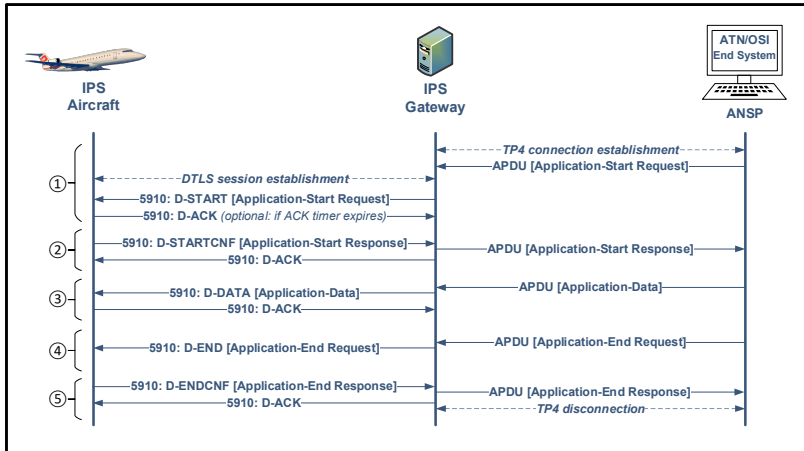 IPS
Aircraft
IPS
Gateway
ATN/OSI
End System
ANSP
TP4 connection establishment
APDU [Application-Start Request]
①
DTLS session establishment
5910: D-START [Application-Start Request]
5910: D-ACK (optional: if ACK timer expires)
②
5910: D-STARTCNF [Application-Start Response]
APDU [Application-Start Response]
5910: D-ACK
③
5910: D-DATA [Application-Data]
APDU [Application-Data]
5910: D-ACK
④
5910: D-END [Application-End Request]
APDU [Application-End Request]
⑤
5910: D-ENDCNF [Application-End Response]
APDU [Application-End Response]
5910: D-ACK
TP4 disconnection